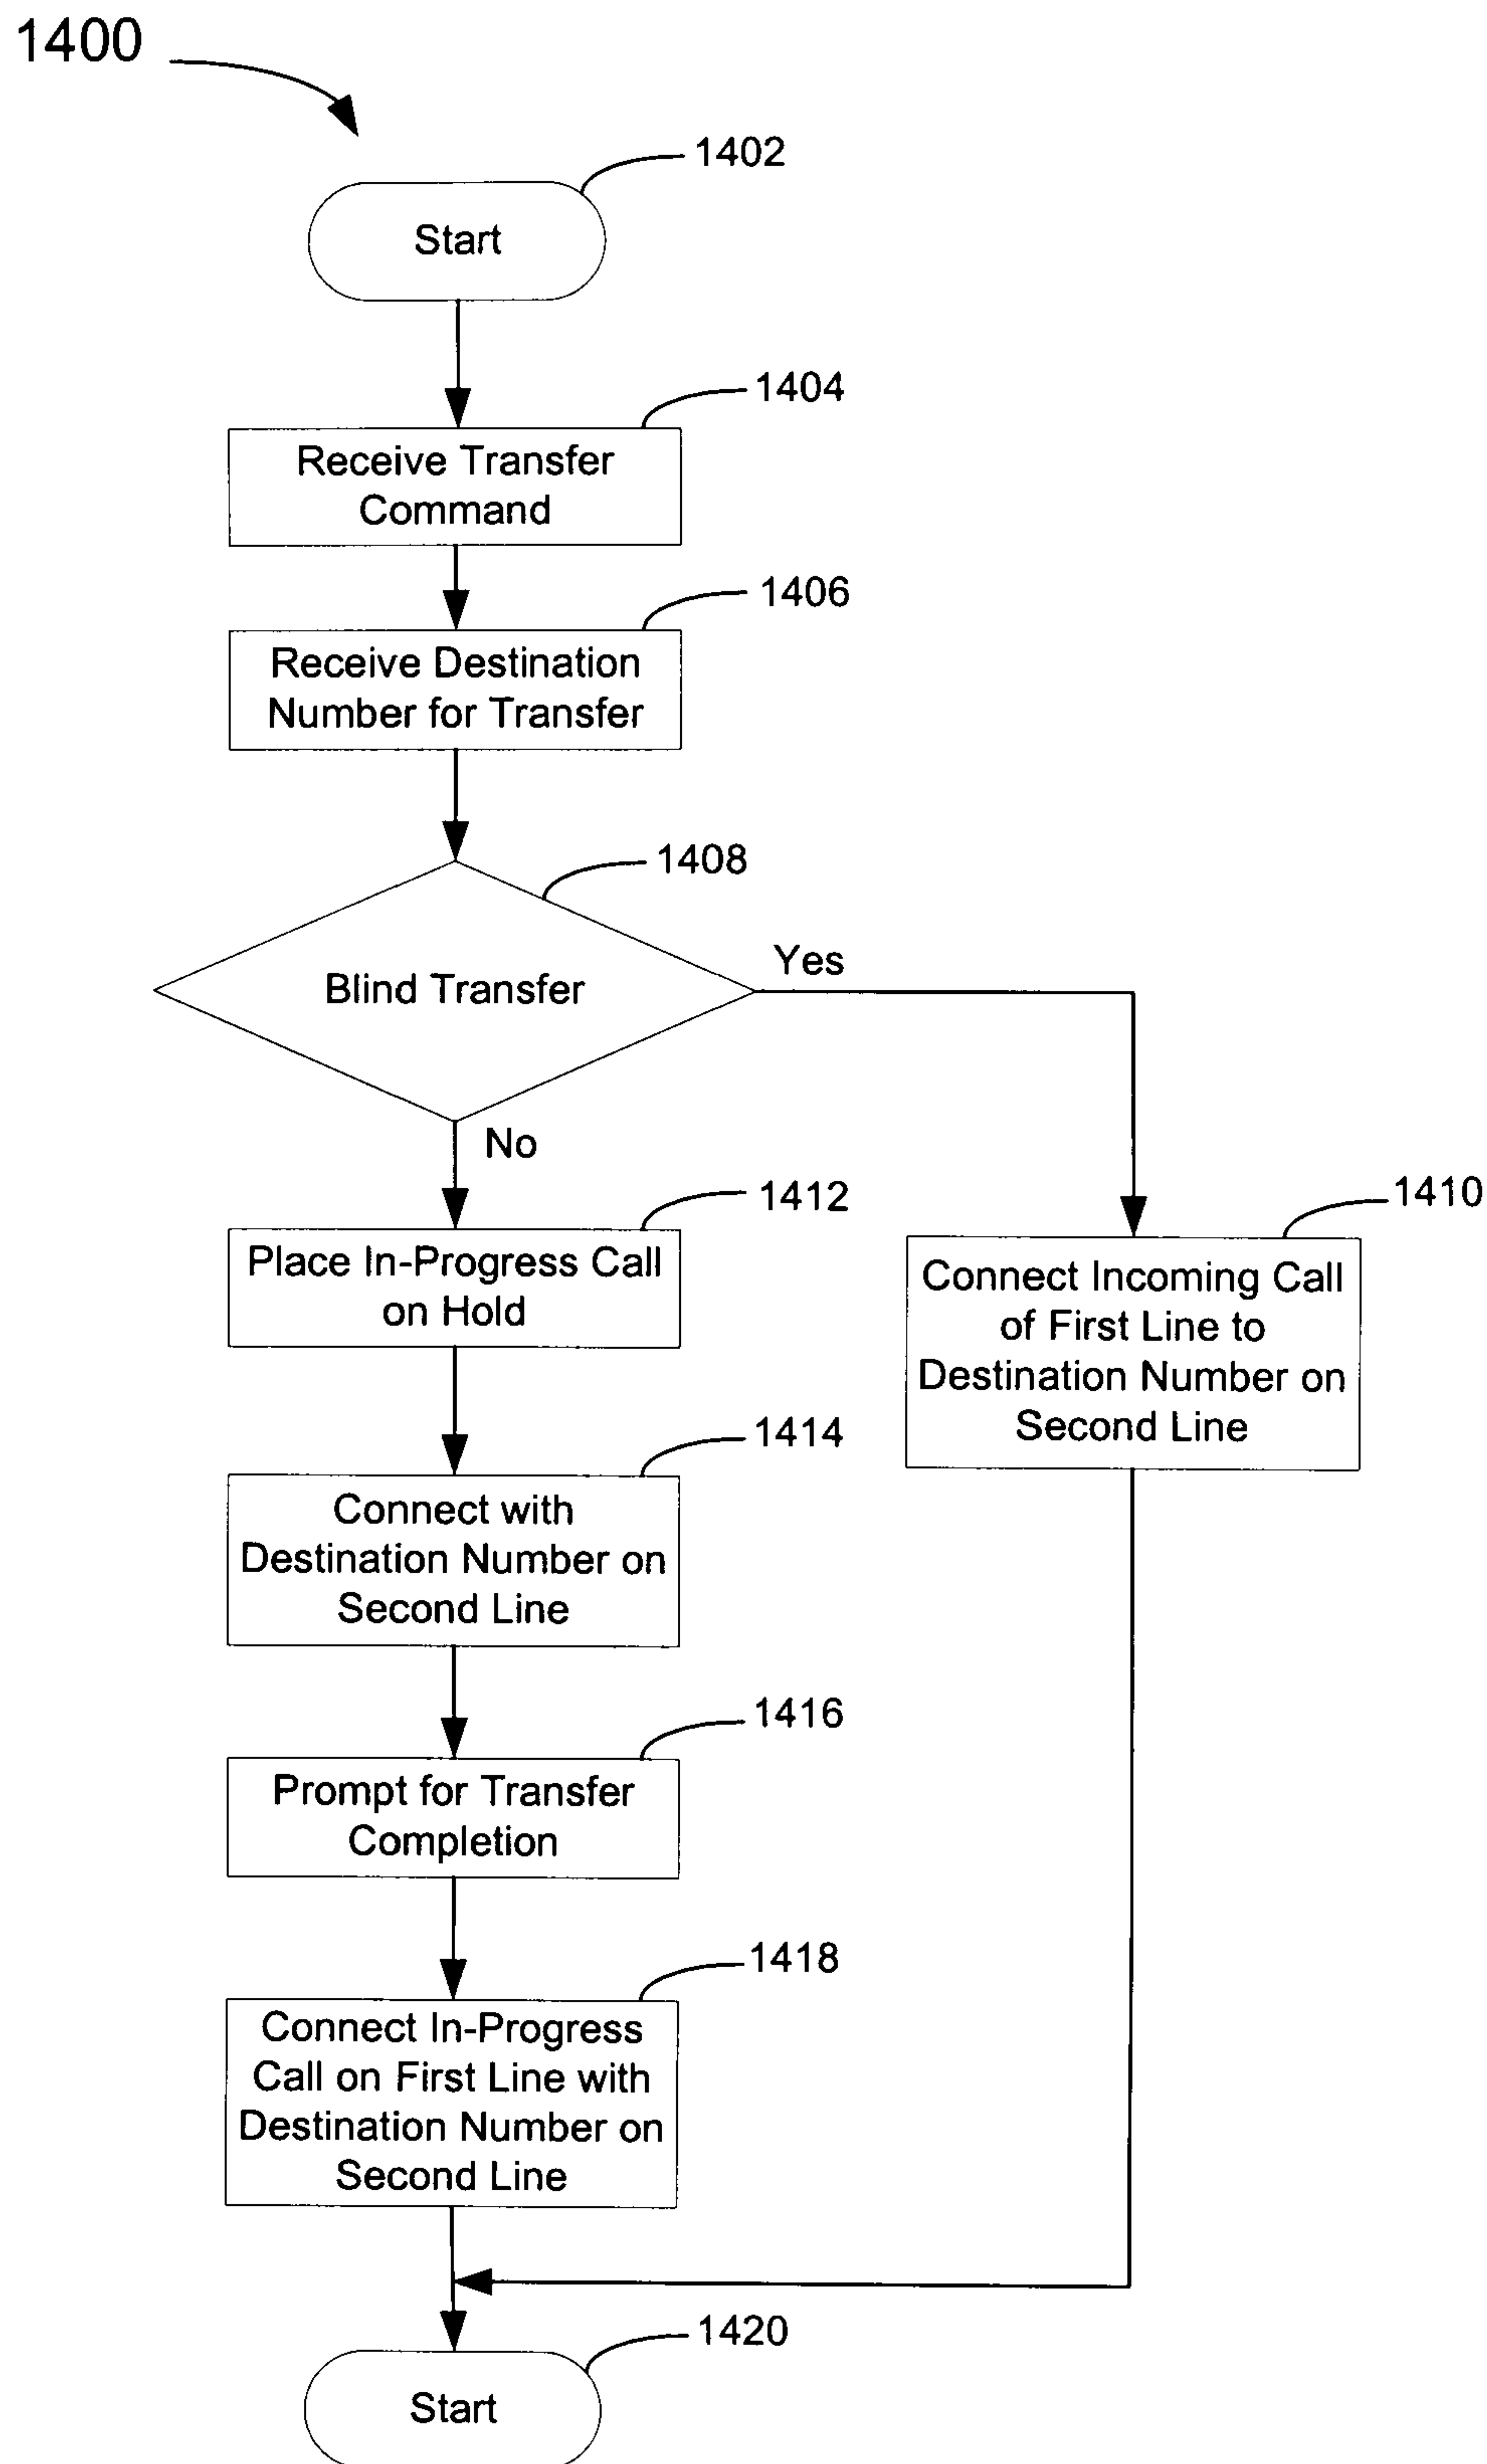 1400
1402
Start
1404
Receive Transfer
Command
1406
Receive Destination
Number for Transfer
1408
Blind Transfer
Yes
No
1412
Place In-Progress Call
on Hold
1410
Connect Incoming Call
of First Line to
Destination Number on
Second Line
1414
Connect with
Destination Number on
Second Line
1416
Prompt for Transfer
Completion
1418
Connect In-Progress
Call on First Line with
Destination Number on
Second Line
1420
Start